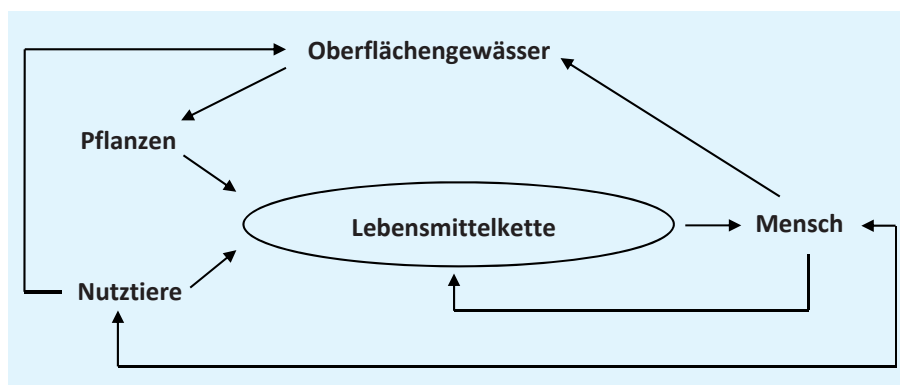 Oberflächengewässer
Pflanzen
Lebensmittelkette
Mensch
Nutztiere